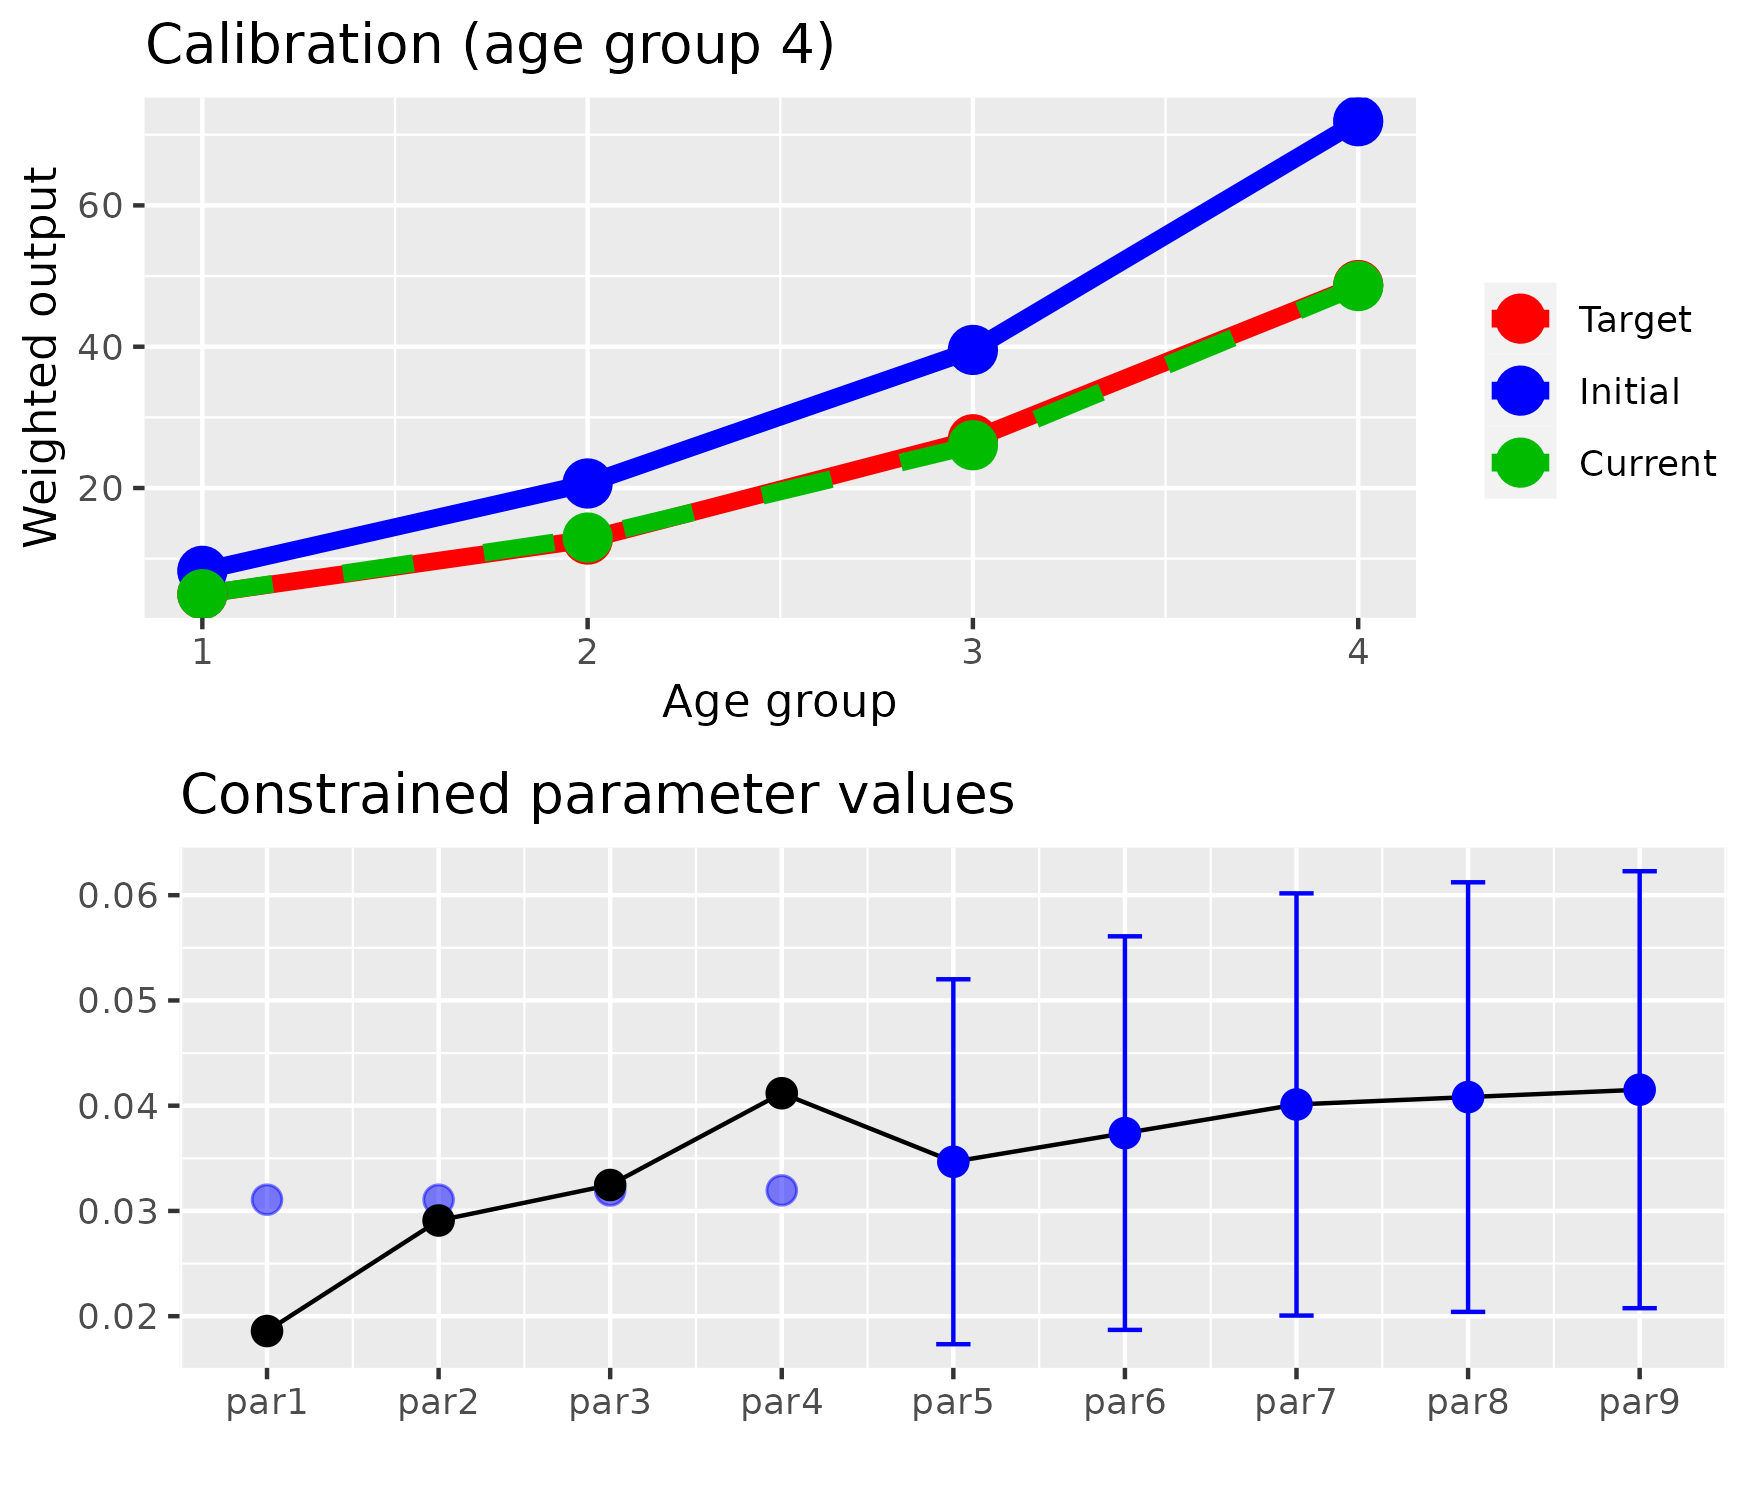 Calibration (age group 4)
Weighted output
60
40
20
1 2 3 4
Age group
Target
Initial
Current
Constrained parameter values
0.06
0.05
0.04
0.03
0.02
par1 par2 par3 par4 par5 par6 par7 par8 par9